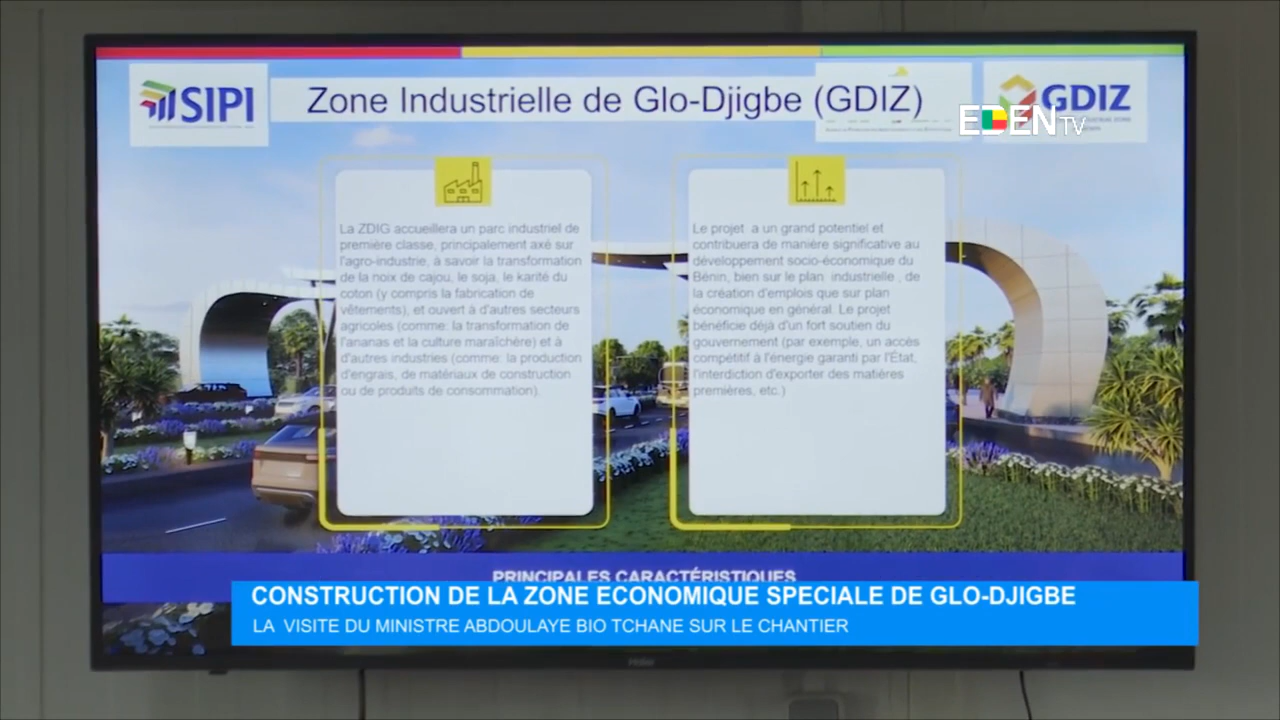 SIPI
Zone Industrielle de Glo-Djigbe (GDIZ)
GDIZ
EDEN TV
La ZDIG accueillera un parc industriel de
première classe, principalement axé sur
l'agro-industrie, à savoir la transformation
de la noix de cajou, le soja, le karité du
coton (y compris la fabrication de
vêtements), et ouvert à d'autres secteurs
agricoles (comme: la transformation de
l'ananas et la culture maraîchère) et à
d'autres industries (comme: la production
d'engrais, de matériaux de construction
ou de produits de consommation).
Le projet a un grand potentiel et
contribuera de manière significative au
développement socio-économique du
Bénin, bien sur le plan industrielle , de
la création d'emplois que sur plan
économique en général. Le projet
bénéficie déjà d'un fort soutien du
gouvernement (par exemple, un accès
compétitif à l'énergie garanti par l'État,
l'interdiction d'exporter des matières
premières, etc.)
PRINCIPALES CARACTÉRISTIQUES
CONSTRUCTION DE LA ZONE ECONOMIQUE SPECIALE DE GLO-DJIGBE
LA VISITE DU MINISTRE ABDOULAYE BIO TCHANE SUR LE CHANTIER
Haier